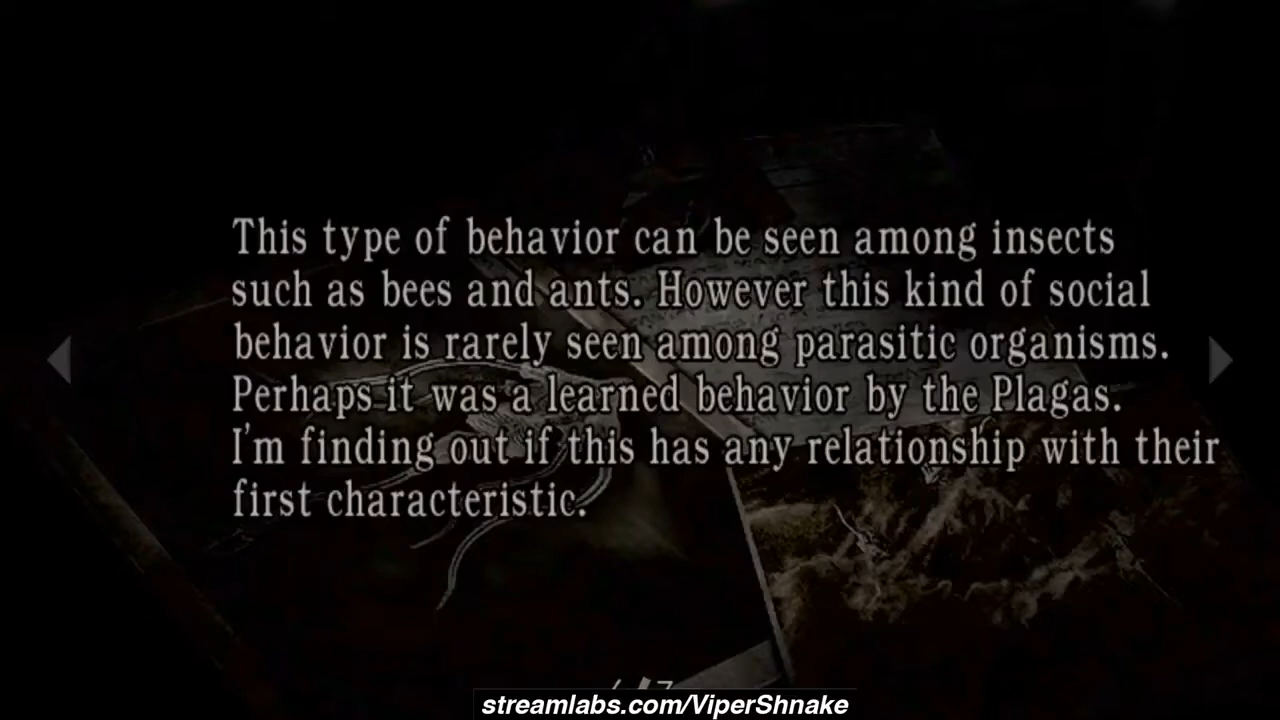 This type of behavior can be seen among insects
such as bees and ants. However this kind of social
behavior is rarely seen among parasitic organisms.
Perhaps it was a learned behavior by the Plagas.
I'm finding out if this has any relationship with their
first characteristic.
streamlabs.com/ViperShnake